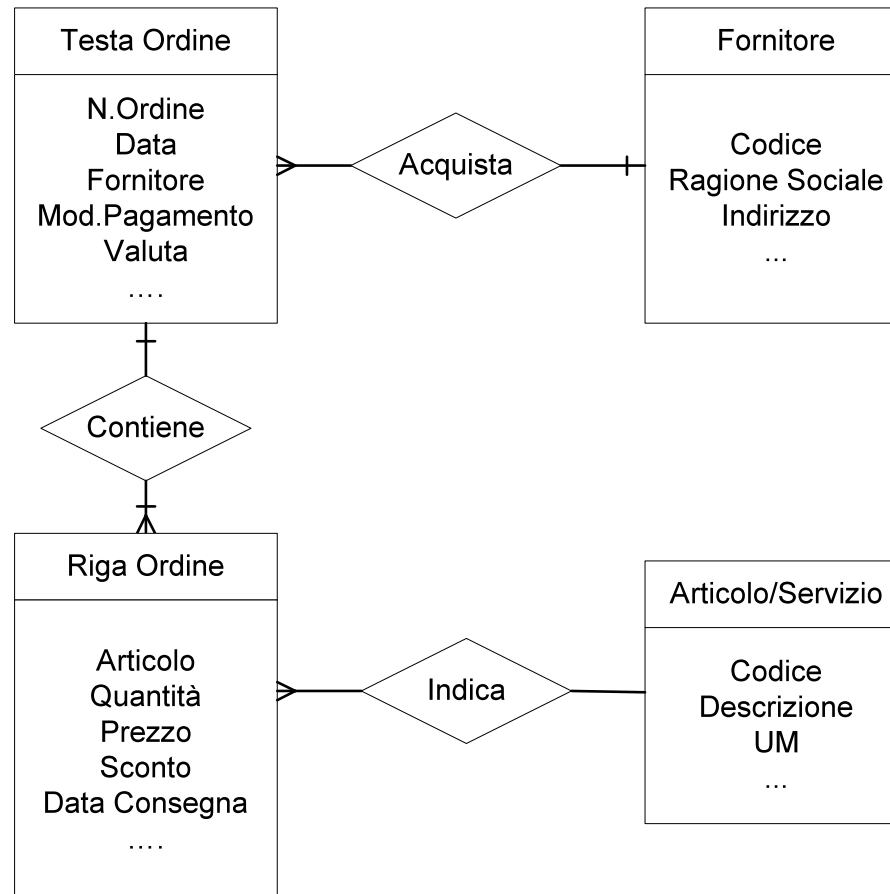 Testa Ordine
N.Ordine
Data
Fornitore
Mod.Pagamento
Valuta
....
Acquista
Fornitore
Codice
Ragione Sociale
Indirizzo
...
Contiene
Riga Ordine
Articolo
Quantità
Prezzo
Sconto
Data Consegna
....
Indica
Articolo/Servizio
Codice
Descrizione
UM
...